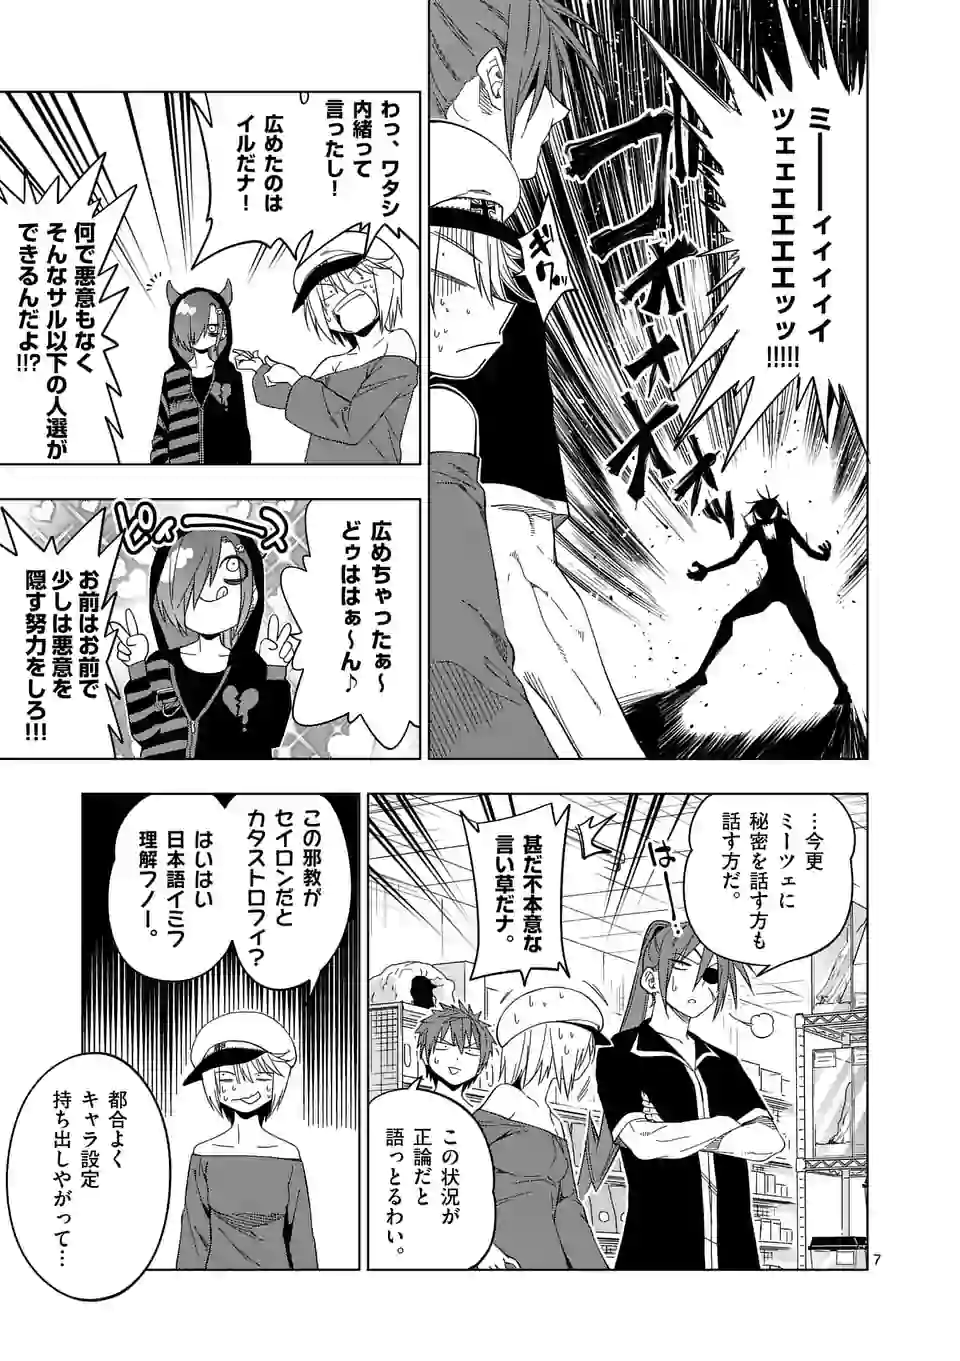 ミーーーィィィィイ
ツェェエエエエエッッ
!!!!!
ゴオオオオオッ
ギクッ
わっ、ワタシ
内緒って
言ったし！
広めたのは
イルだナ！
何で悪意もなく
そんなサル以下の人選が
できるんだよ!!!?
広めちゃったぁ～
どぅははぁ～ん♪
ピィーース
お前はお前で
少しは悪意を
隠す努力をしろ!!!
…今更
ミーツェに
秘密を話す方も
話す方だ。
はー…
甚だ不本意な
言い草だナ。
この状況が
正論だと
語っとるわい。
この邪教が
セイロンだと
カタストロフィ？
はいはい
日本語イミフ
理解フノー。
都合よく
キャラ設定
持ち出しやがって…
7